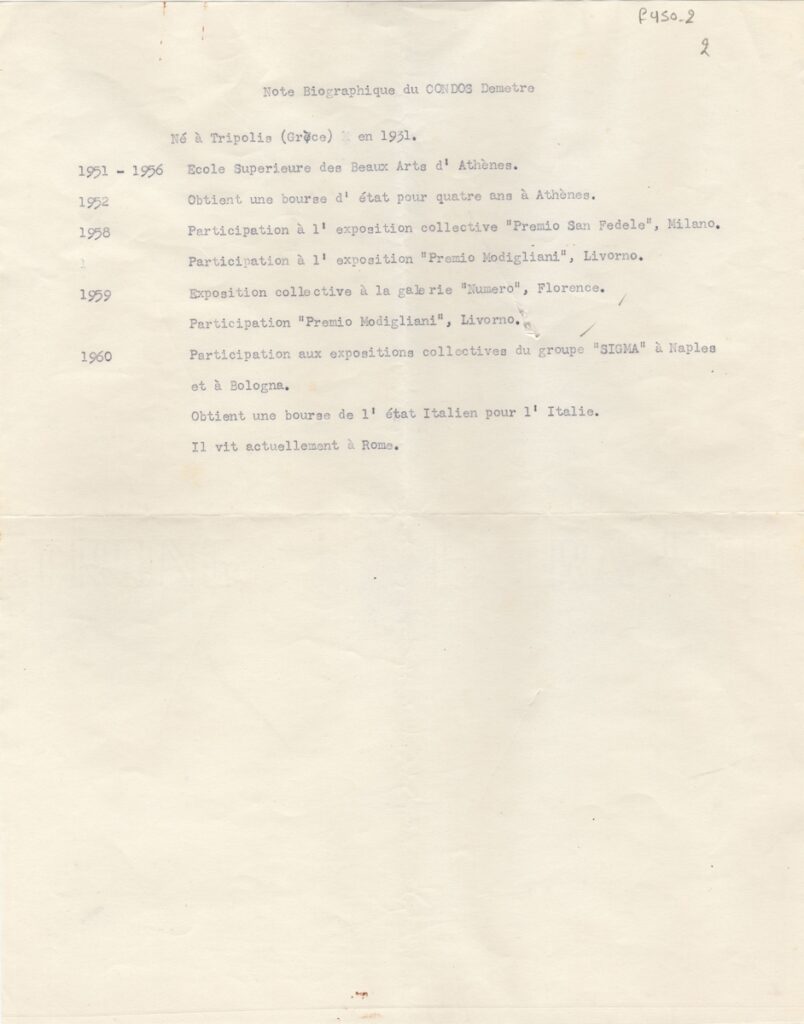 P450-2
2
Note Biographique du CONDOS Demetre
Né à Tripolis (Grèce) en 1931.
1951 - 1956 Ecole Superieure des Beaux Arts d' Athènes.
1952 Obtient une bourse d' état pour quatre ans à Athènes.
1958 Participation à l' exposition collective "Premio San Fedele", Milano.
Participation à l' exposition "Premio Modigliani", Livorno.
1959 Exposition collective à la galerie "Numero", Florence.
Participation "Premio Modigliani", Livorno.
1960 Participation aux expositions collectives du groupe "SIGMA" à Naples
et à Bologna.
Obtient une bourse de l' état Italien pour l' Italie.
Il vit actuellement à Rome.